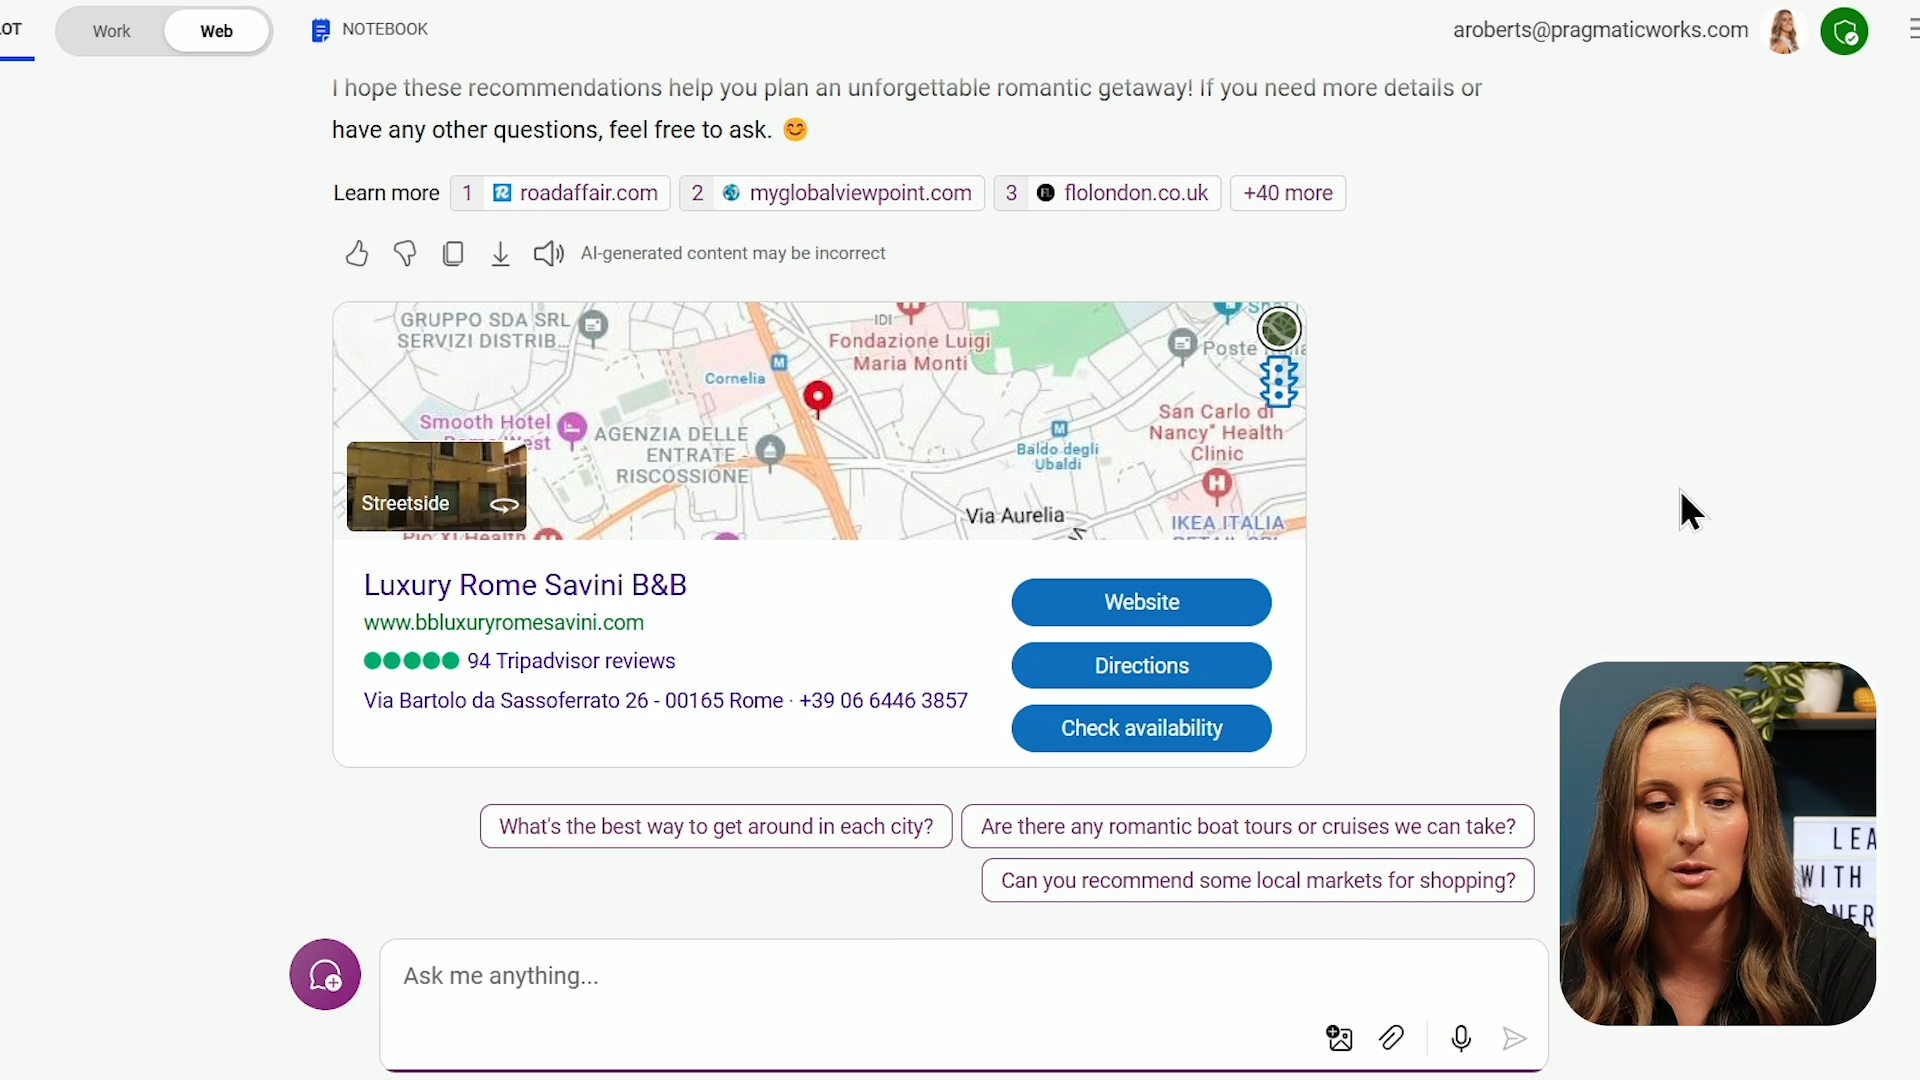 OT
Work
Web
NOTEBOOK
aroberts@pragmaticworks.com
I hope these recommendations help you plan an unforgettable romantic getaway! If you need more details or
have any other questions, feel free to ask. 😊
Learn more
1 roadaffair.com
2 myglobalviewpoint.com
3 flolondon.co.uk
+40 more
AI-generated content may be incorrect
GRUPPO SDA SRL
SERVIZI DISTRIB...
IDI
Fondazione Luigi
Maria Monti
Poste
M
Cornelia
Smooth Hotel
AGENZIA DELLE
ENTRATE -
RISCOSSIONE
M
Baldo degli
Ubaldi
San Carlo di
Nancy" Health
Clinic
H
Via Aurelia
IKEA ITALIA
Streetside
Luxury Rome Savini B&B
www.bbluxuryromesavini.com
94 Tripadvisor reviews
Via Bartolo da Sassoferrato 26 - 00165 Rome · +39 06 6446 3857
Website
Directions
Check availability
What's the best way to get around in each city?
Are there any romantic boat tours or cruises we can take?
Can you recommend some local markets for shopping?
LEA
WITH
NER
Ask me anything...